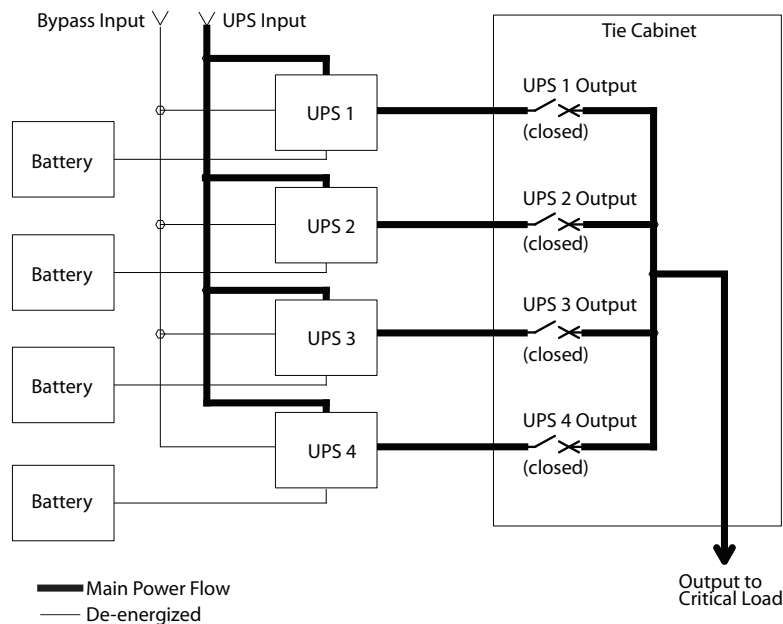 Bypass Input
UPS Input
Tie Cabinet
UPS 1
UPS 1 Output
(closed)
Battery
UPS 2
UPS 2 Output
(closed)
Battery
UPS 3
UPS 3 Output
(closed)
Battery
UPS 4
UPS 4 Output
(closed)
Battery
Main Power Flow
De-energized
Output to
Critical Load